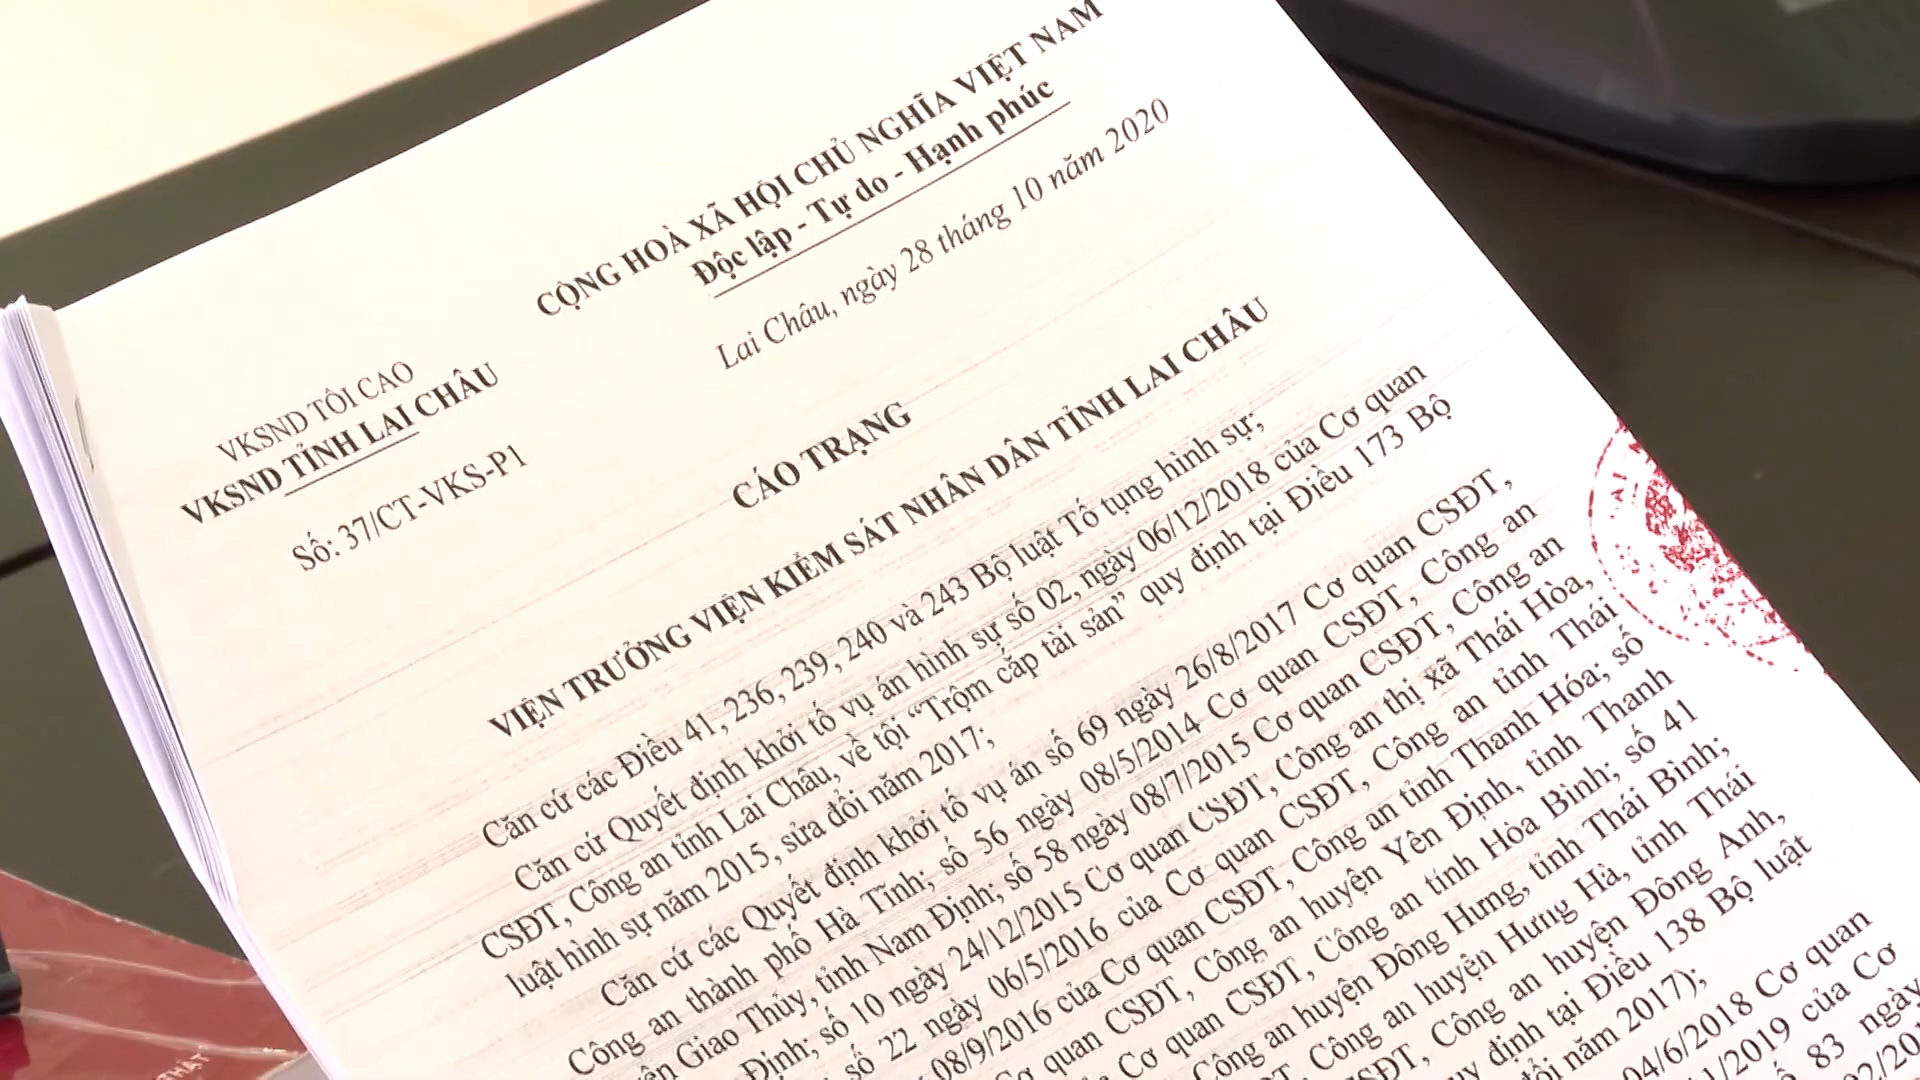 VKSND TỐI CAO
VKSND TỈNH LAI CHÂU
Số: 37/CT-VKS-P1
CỘNG HOÀ XÃ HỘI CHỦ NGHĨA VIỆT NAM
Độc lập - Tự do - Hạnh phúc
Lai Châu, ngày 28 tháng 10 năm 2020
CÁO TRẠNG
VIỆN TRƯỞNG VIỆN KIỂM SÁT NHÂN DÂN TỈNH LAI CHÂU
Căn cứ các Điều 41, 236, 239, 240 và 243 Bộ luật Tố tụng hình sự;
Căn cứ Quyết định khởi tố vụ án hình sự số 02, ngày 06/12/2018 của Cơ quan
CSĐT, Công an tỉnh Lai Châu, về tội “Trộm cắp tài sản” quy định tại Điều 173 Bộ
luật hình sự năm 2015, sửa đổi năm 2017;
Căn cứ các Quyết định khởi tố vụ án số 69 ngày 26/8/2017 Cơ quan CSĐT,
Công an thành phố Hà Tĩnh; số 56 ngày 08/5/2014 Cơ quan CSĐT, Công an
Giao Thủy, tỉnh Nam Định; số 58 ngày 08/7/2015 Cơ quan CSĐT, Công an
Định; số 10 ngày 24/12/2015 Cơ quan CSĐT, Công an thị xã Thái Hòa,
số 22 ngày 06/5/2016 của Cơ quan CSĐT, Công an tỉnh Thái
08/9/2016 của Cơ quan CSĐT, Công an tỉnh Thanh Hóa; số
quan CSĐT, Công an huyện Yên Định, tỉnh Thanh
Cơ quan CSĐT, Công an tỉnh Hòa Bình; số 41
Công an huyện Đông Hưng, tỉnh Thái Bình;
Công an huyện Hưng Hà, tỉnh Thái
CSĐT, Công an huyện Đông Anh,
định tại Điều 138 Bộ luật
năm 2017);
04/6/2018 Cơ quan
2019 của Cơ
83 ngày
LAI